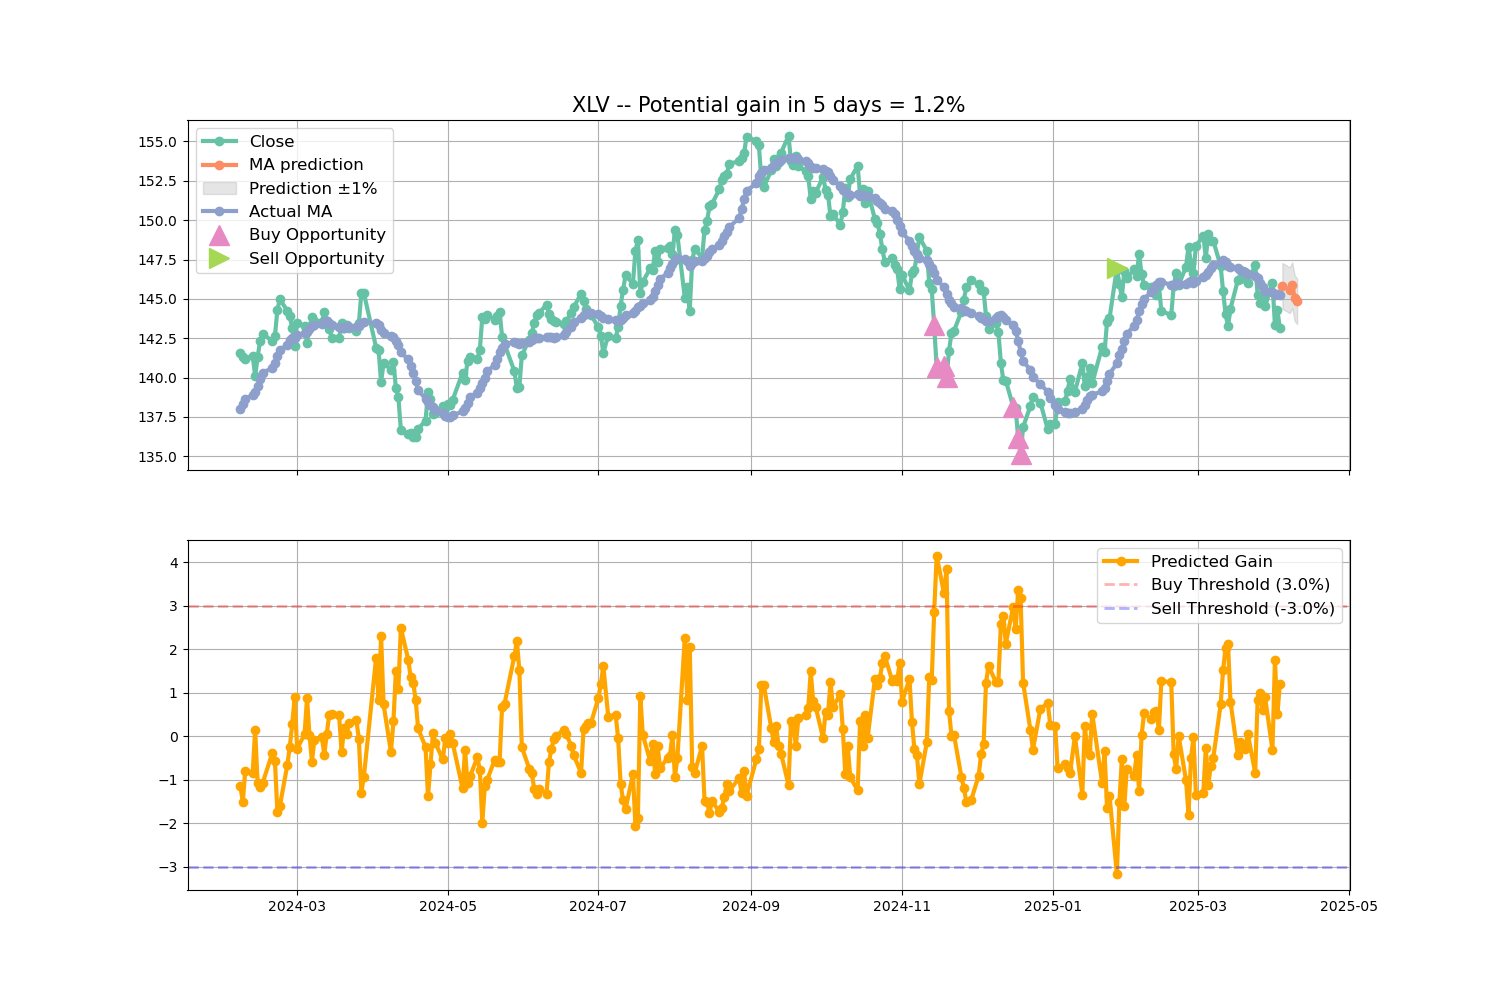 XLV -- Potential gain in 5 days = 1.2%
155.0
152.5
150.0
147.5
145.0
142.5
140.0
137.5
135.0
Close
MA prediction
Prediction ±1%
Actual MA
Buy Opportunity
Sell Opportunity
4
3
2
1
0
−1
−2
−3
Predicted Gain
Buy Threshold (3.0%)
Sell Threshold (-3.0%)
2024-03 2024-05 2024-07 2024-09 2024-11 2025-01 2025-03 2025-05